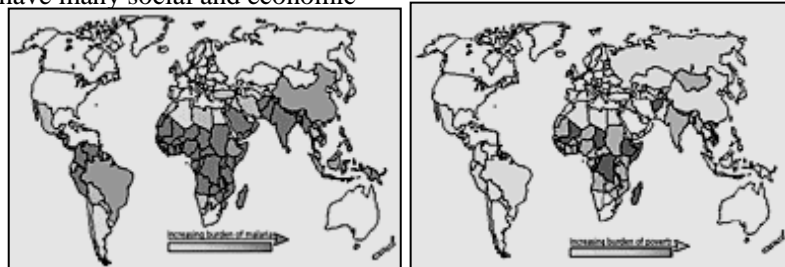 have many social and economic
Increasing burden of malaria
Increasing burden of poverty